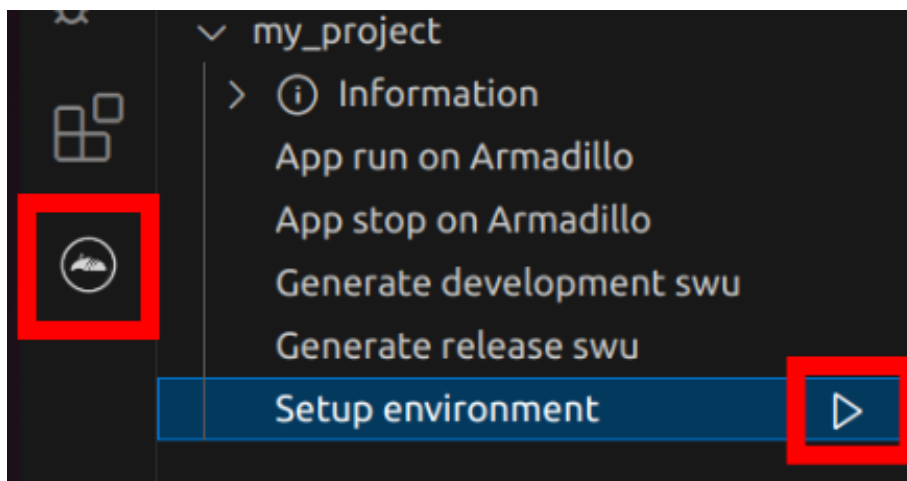 my_project
Information
App run on Armadillo
App stop on Armadillo
Generate development swu
Generate release swu
Setup environment